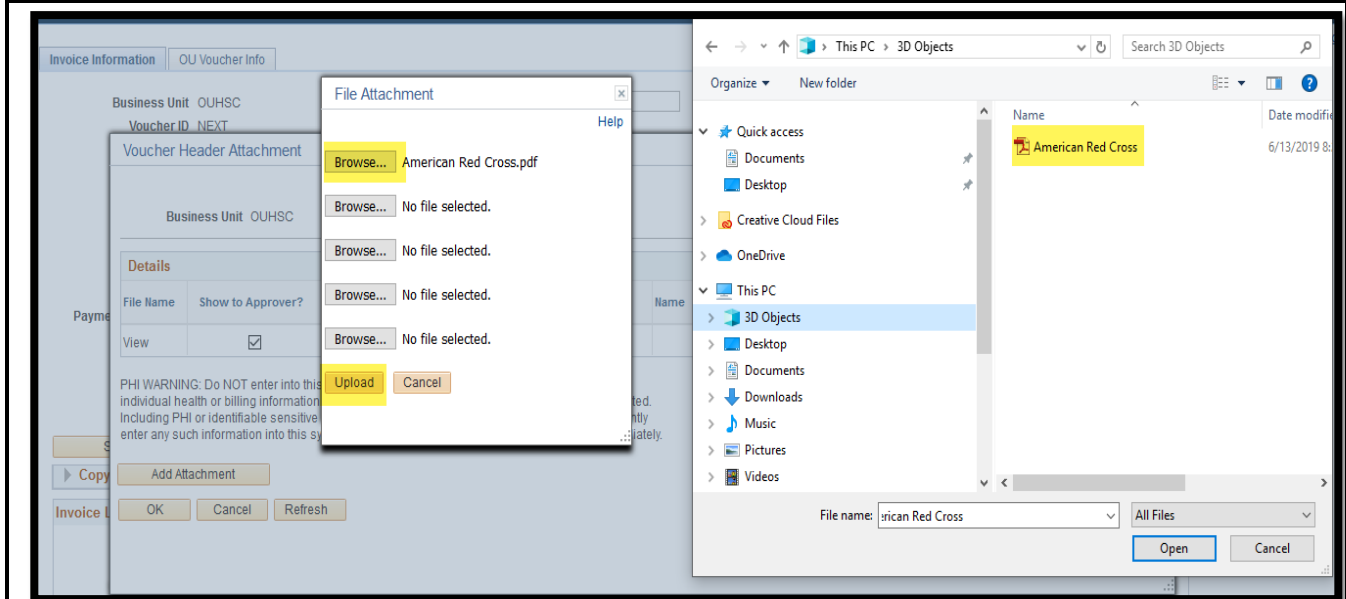 Invoice Information OU Voucher Info
Business Unit OUHSC
Voucher ID NEXT
Voucher Header Attachment
Business Unit OUHSC
Details
File Name Show to Approver? Name
Payme
View
PHI WARNING: Do NOT enter into this
individual health or billing information ted.
Including PHI or identifiable sensitive ntly
enter any such information into this sy iately.
S
Copy Add Attachment
Invoice L OK Cancel Refresh
File Attachment
Help
Browse... American Red Cross.pdf
Browse... No file selected.
Browse... No file selected.
Browse... No file selected.
Browse... No file selected.
Upload Cancel
This PC > 3D Objects Search 3D Objects
Organize New folder
Quick access
Documents
Desktop
Creative Cloud Files
OneDrive
This PC
3D Objects
Desktop
Documents
Downloads
Music
Pictures
Videos
Name Date modifie
American Red Cross 6/13/2019 8:
File name: rican Red Cross All Files
Open Cancel